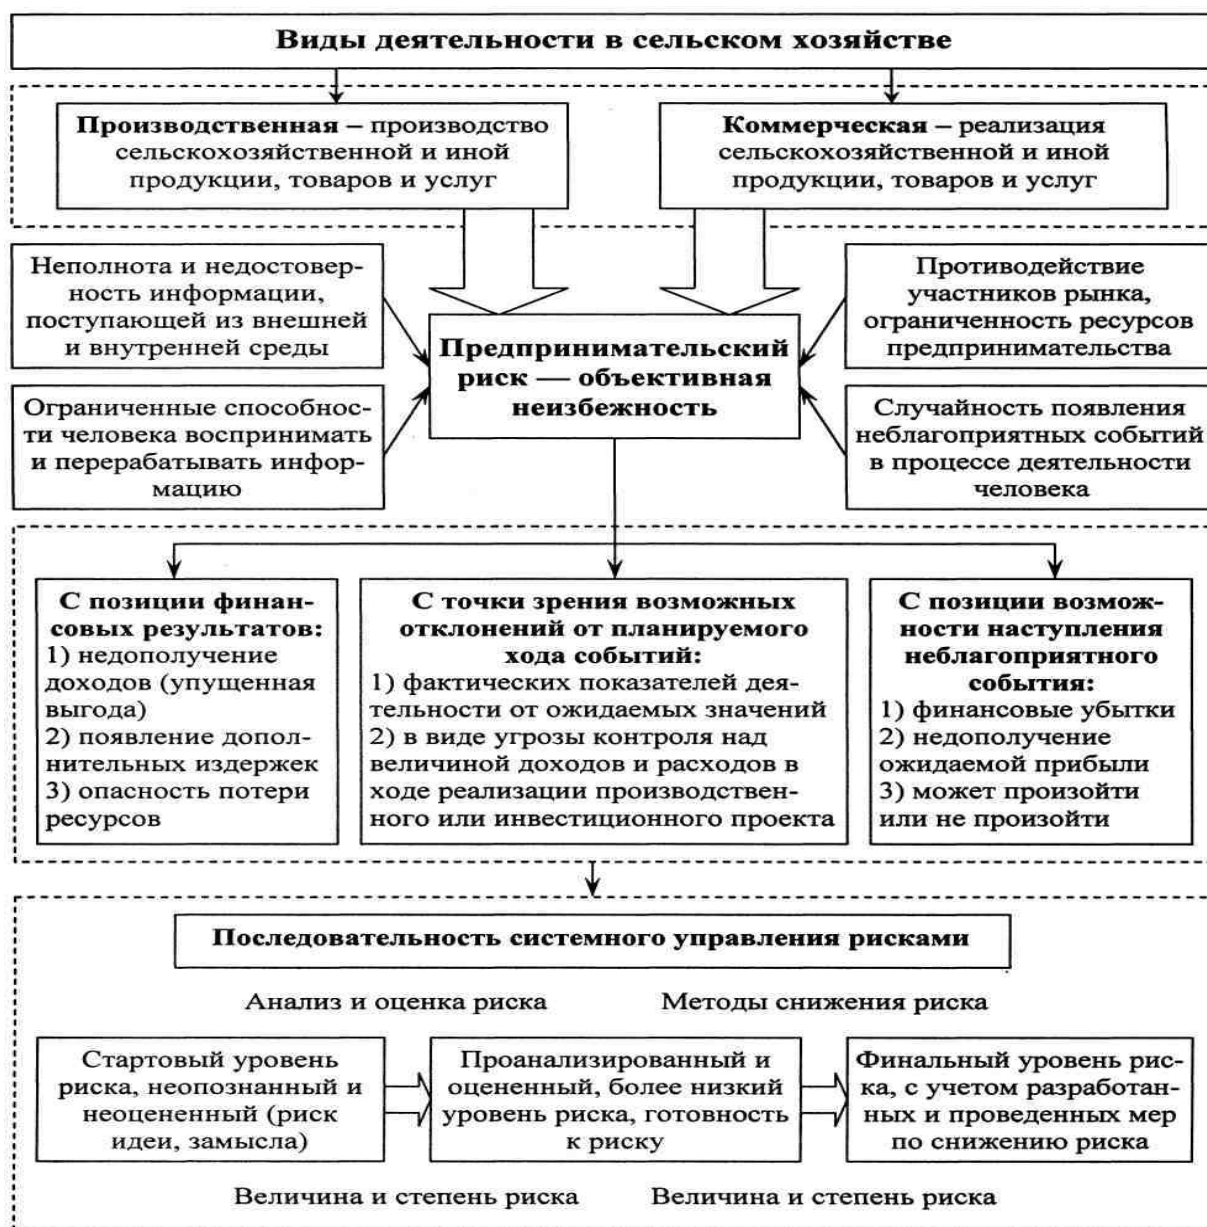 Виды деятельности в сельском хозяйстве
Производственная – производство
сельскохозяйственной и иной
продукции, товаров и услуг
Коммерческая – реализация
сельскохозяйственной и иной
продукции, товаров и услуг
Неполнота и недостовер-
ность информации,
поступающей из внешней
и внутренней среды
Ограниченные способнос-
ти человека воспринимать
и перерабатывать инфор-
мацию
Предпринимательский
риск — объективная
неизбежность
Противодействие
участников рынка,
ограниченность ресурсов
предпринимательства
Случайность появления
неблагоприятных событий
в процессе деятельности
человека
С позиции финан-
совых результатов:
1) недополучение
доходов (упущенная
выгода)
2) появление допол-
нительных издержек
3) опасность потери
ресурсов
С точки зрения возможных
отклонений от планируемого
хода событий:
1) фактических показателей дея-
тельности от ожидаемых значений
2) в виде угрозы контроля над
величиной доходов и расходов в
ходе реализации производствен-
ного или инвестиционного проекта
С позиции возмож-
ности наступления
неблагоприятного
события:
1) финансовые убытки
2) недополучение
ожидаемой прибыли
3) может произойти
или не произойти
Последовательность системного управления рисками
Анализ и оценка риска
Методы снижения риска
Стартовый уровень
риска, неопознанный и
неоцененный (риск
идеи, замысла)
Проанализированный и
оцененный, более низкий
уровень риска, готовность
к риску
Финальный уровень рис-
ка, с учетом разработан-
ных и проведенных мер
по снижению риска
Величина и степень риска
Величина и степень риска